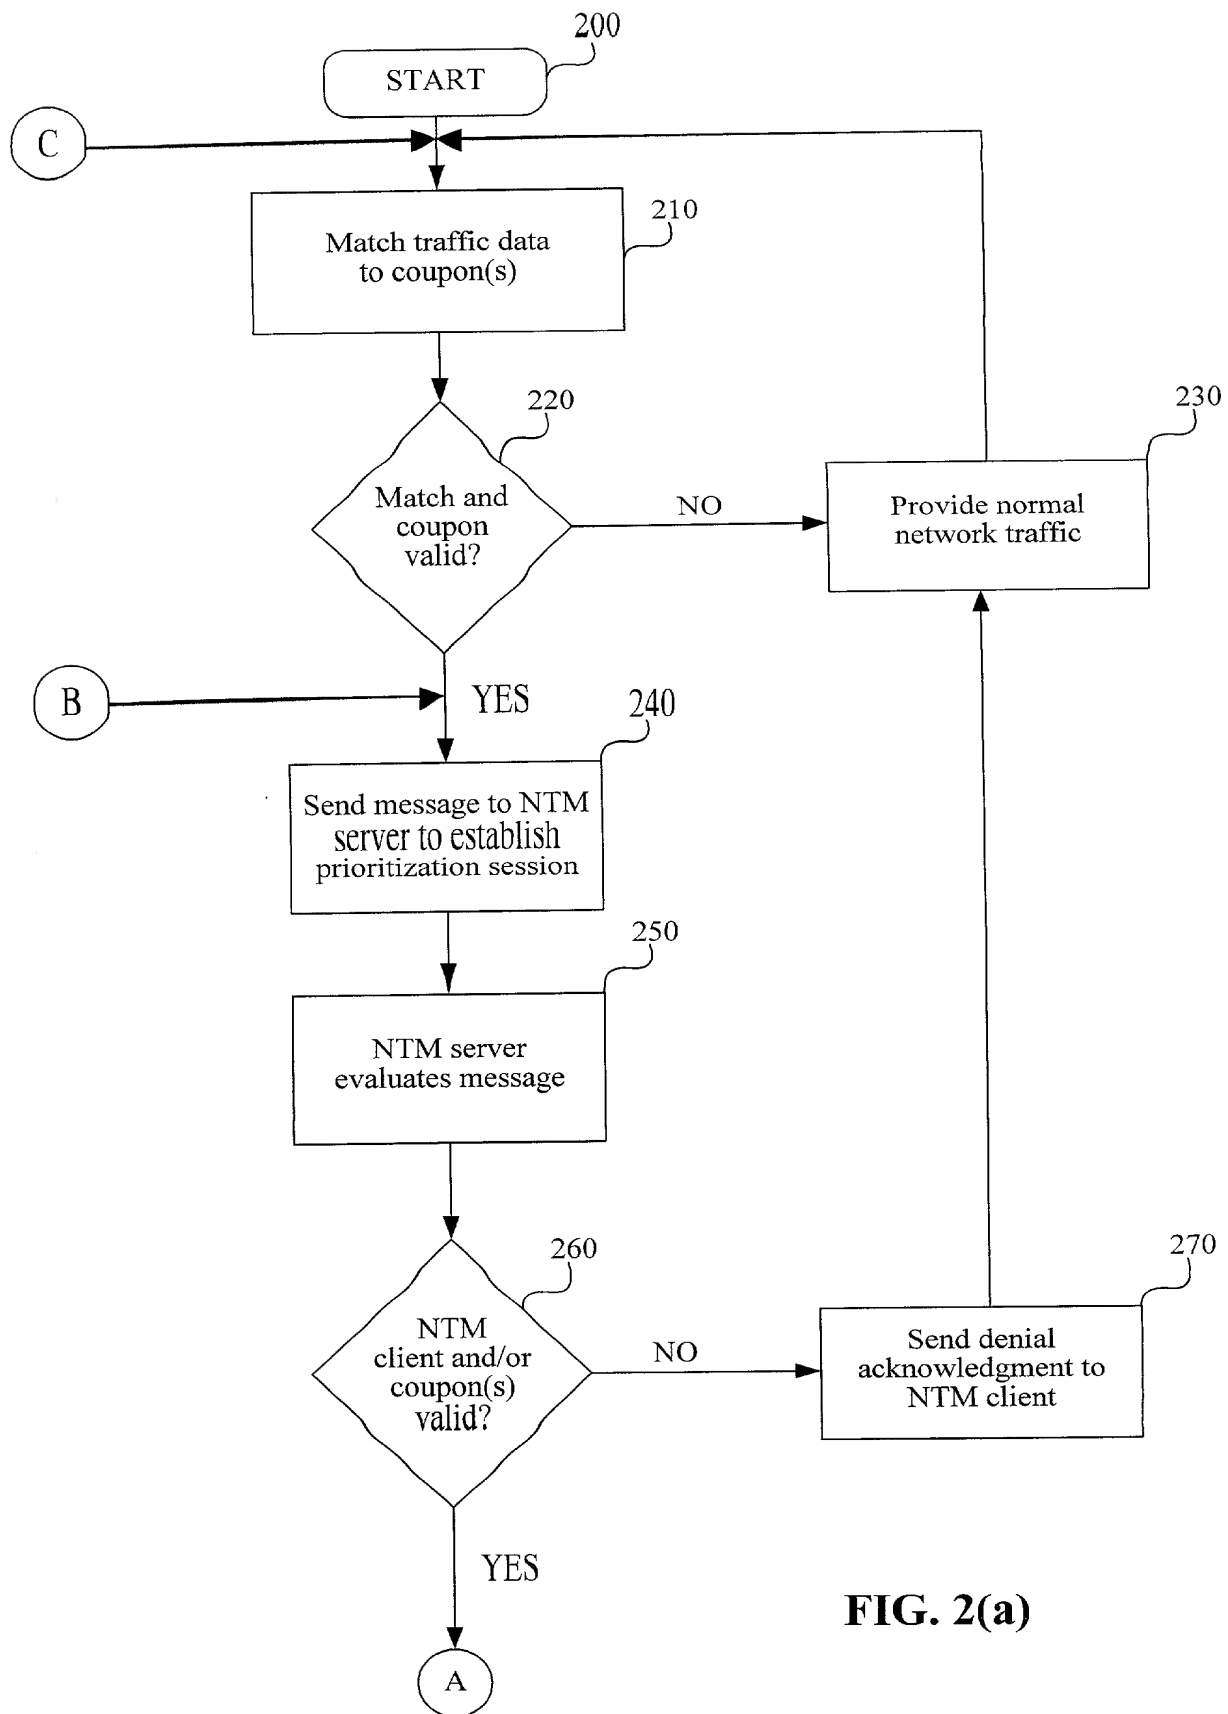 200
START
C
210
Match traffic data
to coupon(s)
220
230
Match and
coupon
valid?
NO
Provide normal
network traffic
B
YES
240
Send message to NTM
server to establish
prioritization session
250
NTM server
evaluates message
260
270
NTM
client and/or
coupon(s)
valid?
NO
Send denial
acknowledgment to
NTM client
YES
FIG. 2(a)
A